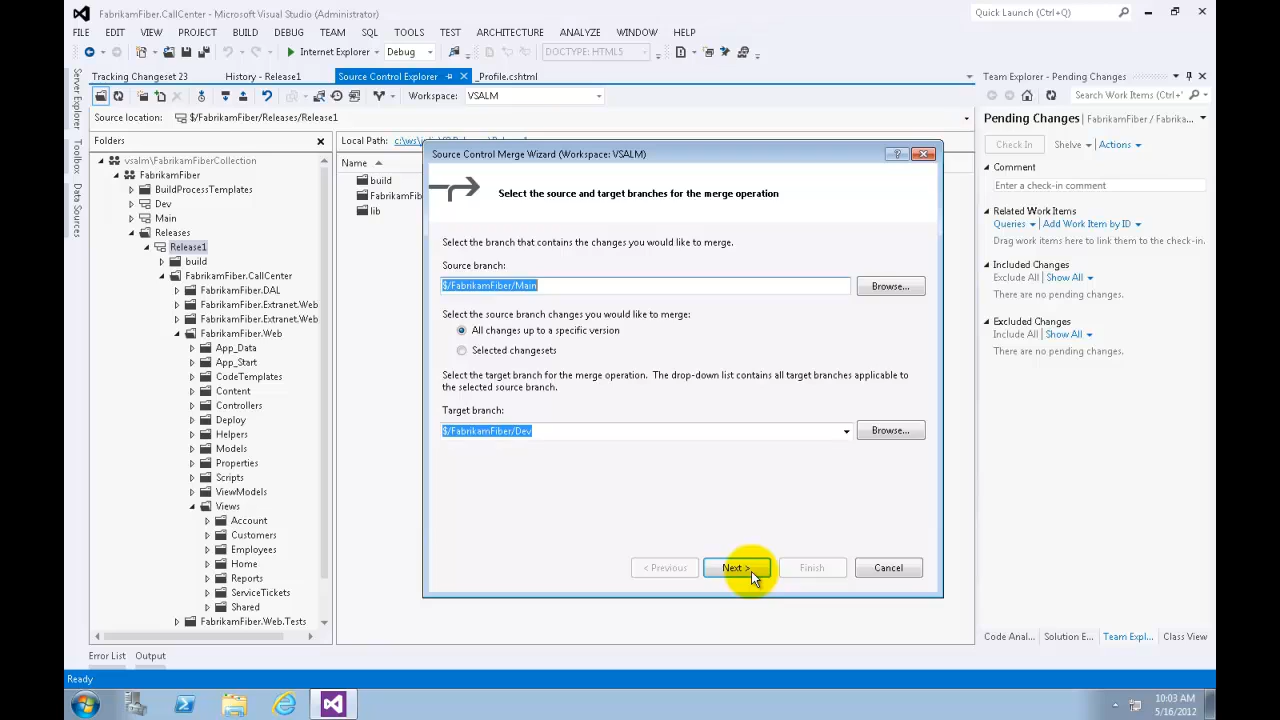 FabrikamFiber.CallCenter - Microsoft Visual Studio (Administrator)
Quick Launch (Ctrl+Q)
FILE EDIT VIEW PROJECT BUILD DEBUG TEAM SQL TOOLS TEST ARCHITECTURE ANALYZE WINDOW HELP
Internet Explorer Debug DOCTYPE: HTML5
Tracking Changeset 23 History - Release1 Source Control Explorer _Profile.cshtml
Workspace: VSALM
Source location: $/FabrikamFiber/Releases/Release1
Server Explorer
Toolbox
Data Sources
Folders
vsalm\FabrikamFiberCollection
FabrikamFiber
BuildProcessTemplates
Dev
Main
Releases
Release1
build
FabrikamFiber.CallCenter
FabrikamFiber.DAL
FabrikamFiber.Extranet.Web
FabrikamFiber.Extranet.Web
FabrikamFiber.Web
App_Data
App_Start
CodeTemplates
Content
Controllers
Deploy
Helpers
Models
Properties
Scripts
ViewModels
Views
Account
Customers
Employees
Home
Reports
ServiceTickets
Shared
FabrikamFiber.Web.Tests
Local Path:
Name
build
FabrikamFib
lib
Source Control Merge Wizard (Workspace: VSALM)
Select the source and target branches for the merge operation
Select the branch that contains the changes you would like to merge.
Source branch:
$/FabrikamFiber/Main
Browse...
Select the source branch changes you would like to merge:
All changes up to a specific version
Selected changesets
Select the target branch for the merge operation. The drop-down list contains all target branches applicable to
the selected source branch.
Target branch:
$/FabrikamFiber/Dev
Browse...
< Previous Next > Finish Cancel
Team Explorer - Pending Changes
Search Work Items (Ctrl+'
Pending Changes | FabrikamFiber / Fabrika...
Check In Shelve Actions
Comment
Enter a check-in comment
Related Work Items
Queries Add Work Item by ID
Drag work items here to link them to the check-in.
Included Changes
Exclude All Show All
There are no pending changes.
Excluded Changes
Include All Show All
There are no pending changes.
Code Anal... Solution E... Team Expl... Class View
Error List Output
Ready
10:03 AM
5/16/2012